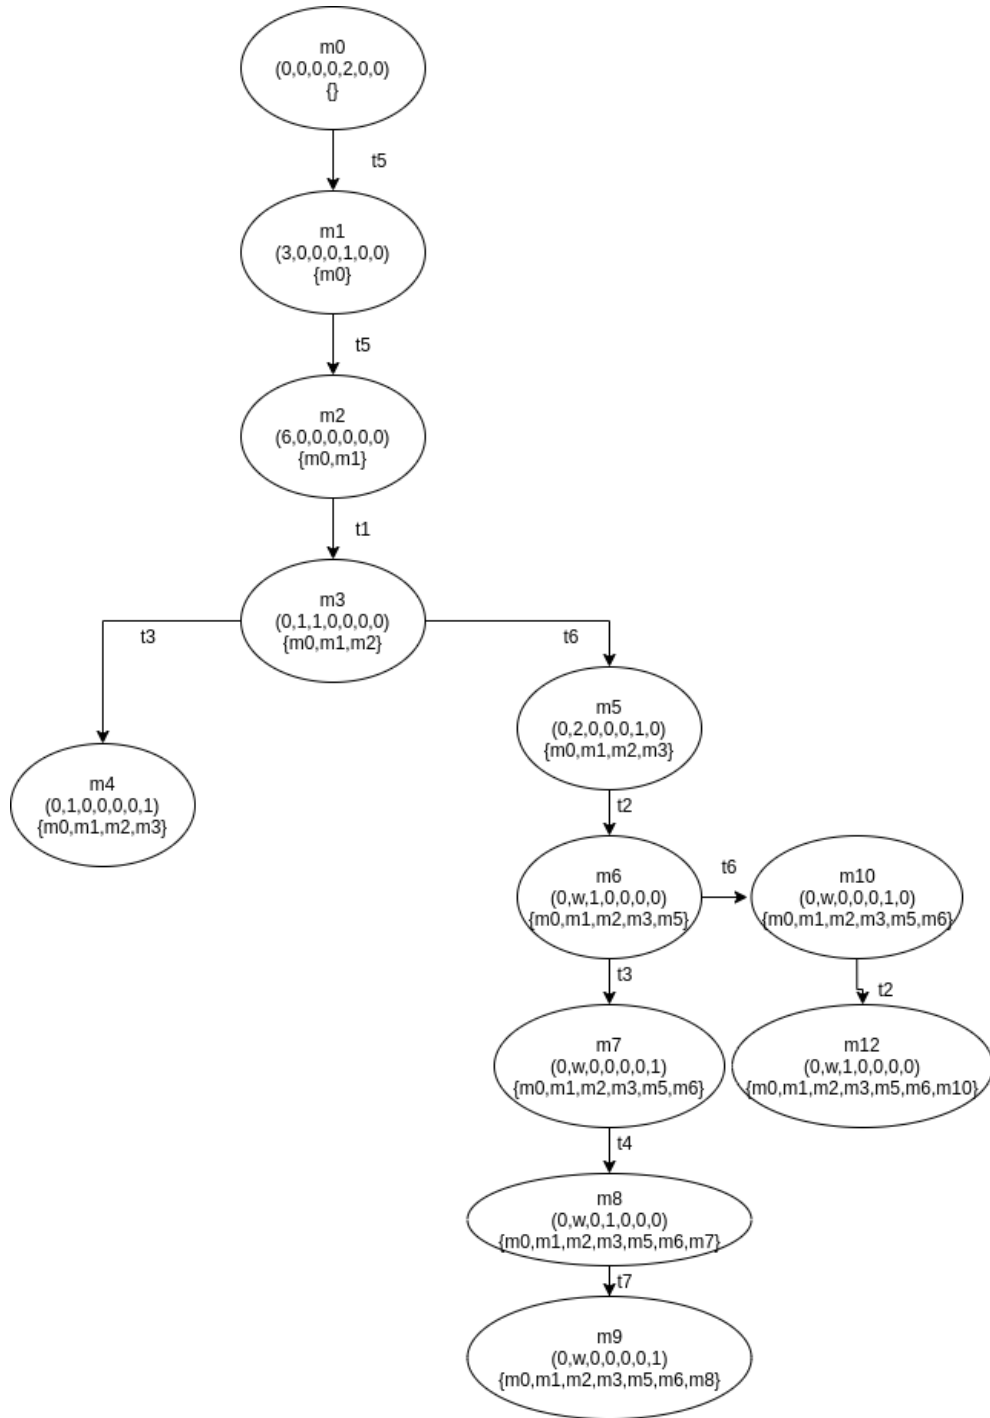 m0
(0,0,0,0,2,0,0)
{}
t5
m1
(3,0,0,0,1,0,0)
{m0}
t5
m2
(6,0,0,0,0,0,0)
{m0,m1}
t1
m3
(0,1,1,0,0,0,0)
{m0,m1,m2}
t3
t6
m5
(0,2,0,0,0,1,0)
{m0,m1,m2,m3}
m4
(0,1,0,0,0,0,1)
{m0,m1,m2,m3}
t2
m6
(0,w,1,0,0,0,0)
{m0,m1,m2,m3,m5}
t6
m10
(0,w,0,0,0,1,0)
{m0,m1,m2,m3,m5,m6}
t3
t2
m7
(0,w,0,0,0,0,1)
{m0,m1,m2,m3,m5,m6}
m12
(0,w,1,0,0,0,0)
{m0,m1,m2,m3,m5,m6,m10}
t4
m8
(0,w,0,1,0,0,0)
{m0,m1,m2,m3,m5,m6,m7}
t7
m9
(0,w,0,0,0,0,1)
{m0,m1,m2,m3,m5,m6,m8}